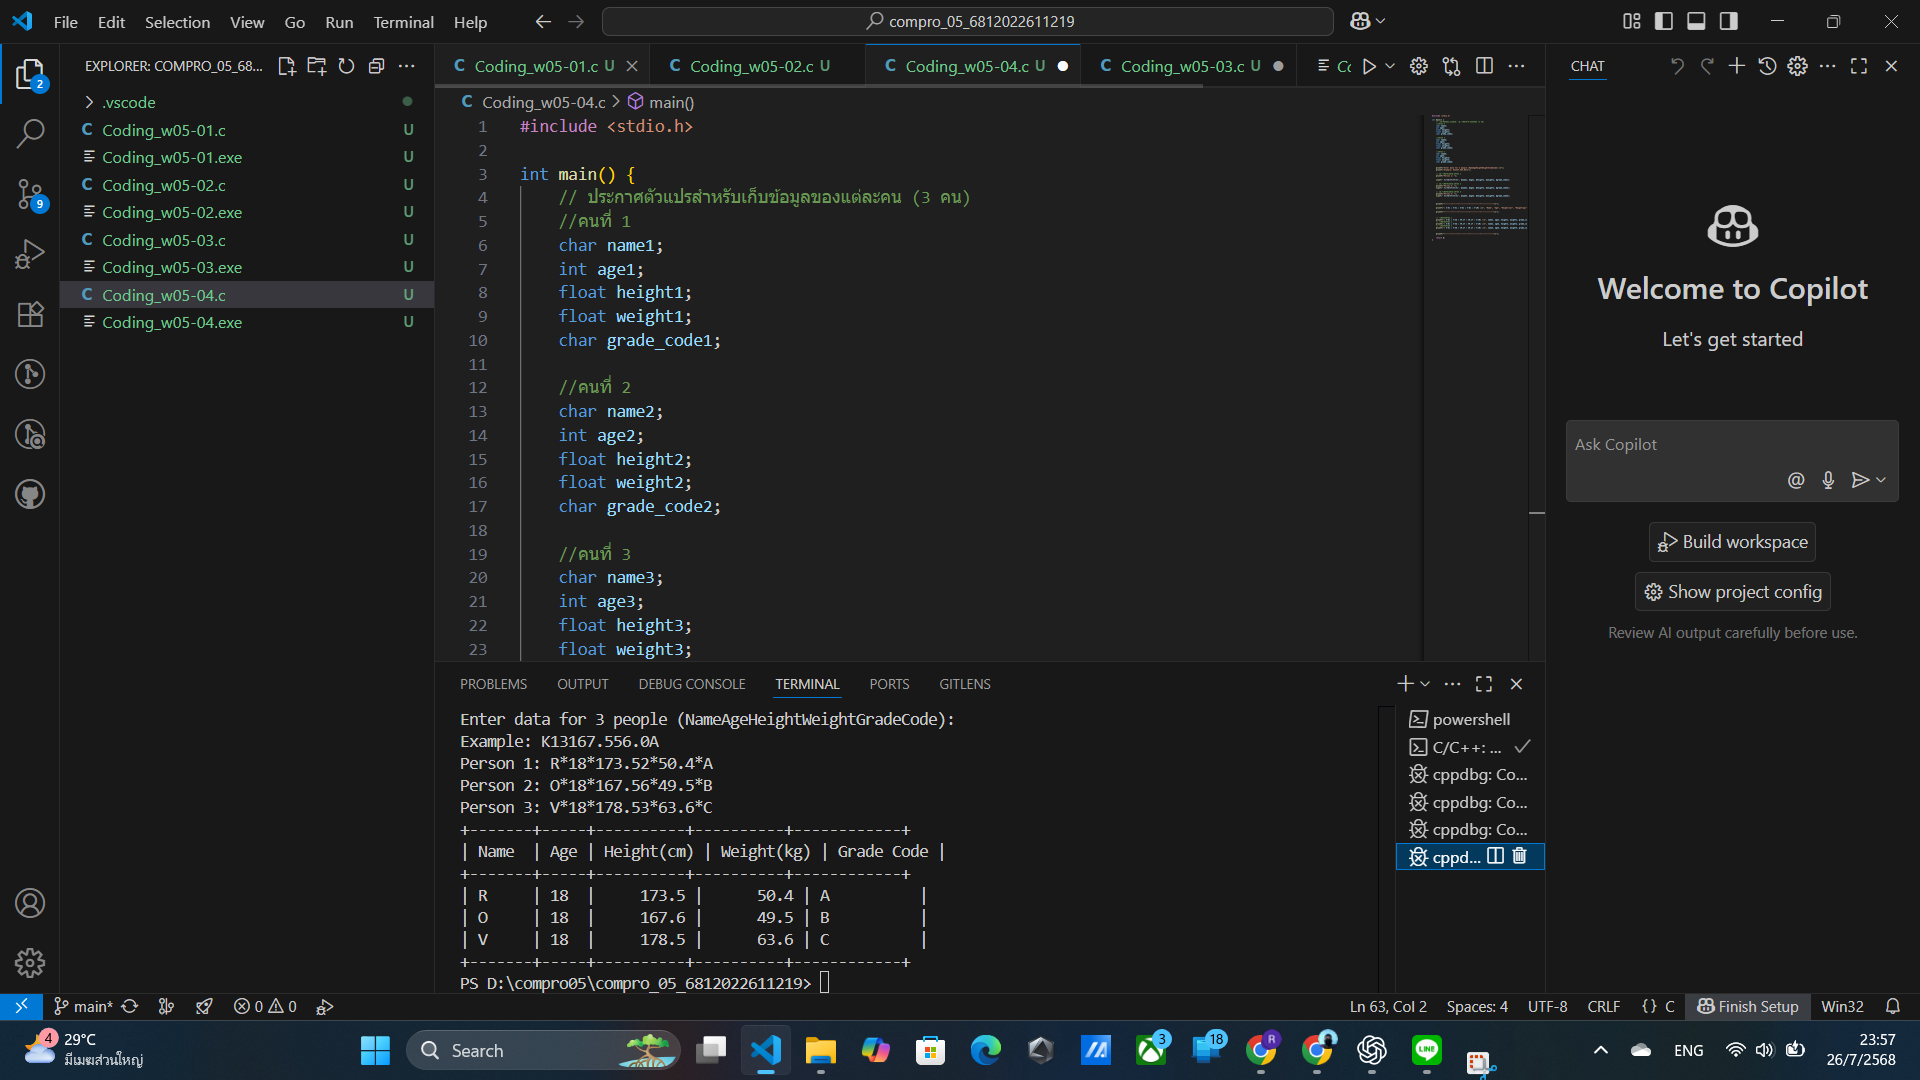 File Edit Selection View Go Run Terminal Help
compro_05_6812022611219
EXPLORER: COMPRO_05_68...
.vscode
Coding_w05-01.c U
Coding_w05-01.exe U
Coding_w05-02.c U
Coding_w05-02.exe U
Coding_w05-03.c U
Coding_w05-03.exe U
Coding_w05-04.c U
Coding_w05-04.exe U
2
9
C Coding_w05-01.c U
C Coding_w05-02.c U
C Coding_w05-04.c U
C Coding_w05-03.c U
C Coding_w05-04.c > main()
1 #include <stdio.h>
2
3 int main() {
4 // ประกาศตัวแปรสำหรับเก็บข้อมูลของแต่ละคน (3 คน)
5 //คนที่ 1
6 char name1;
7 int age1;
8 float height1;
9 float weight1;
10 char grade_code1;
11
12 //คนที่ 2
13 char name2;
14 int age2;
15 float height2;
16 float weight2;
17 char grade_code2;
18
19 //คนที่ 3
20 char name3;
21 int age3;
22 float height3;
23 float weight3;
PROBLEMS OUTPUT DEBUG CONSOLE TERMINAL PORTS GITLENS
Enter data for 3 people (NameAgeHeightWeightGradeCode):
Example: K13167.556.0A
Person 1: R*18*173.52*50.4*A
Person 2: O*18*167.56*49.5*B
Person 3: V*18*178.53*63.6*C
+-------+-----+----------+----------+------------+
| Name  | Age | Height(cm) | Weight(kg) | Grade Code |
+-------+-----+----------+----------+------------+
| R     | 18  |     173.5 |      50.4 | A          |
| O     | 18  |     167.6 |      49.5 | B          |
| V     | 18  |     178.5 |      63.6 | C          |
+-------+-----+----------+----------+------------+
PS D:\compro05\compro_05_6812022611219>
powershell
C/C++: ...
cppdbg: Co...
cppdbg: Co...
cppdbg: Co...
cppd...
CHAT
Welcome to Copilot
Let's get started
Ask Copilot
Build workspace
Show project config
Review AI output carefully before use.
main* 0 0
Ln 63, Col 2 Spaces: 4 UTF-8 CRLF {} C Finish Setup Win32
4
29°C
มีเมฆส่วนใหญ่
Search
3
18
R
LINE
ENG
23:57
26/7/2568